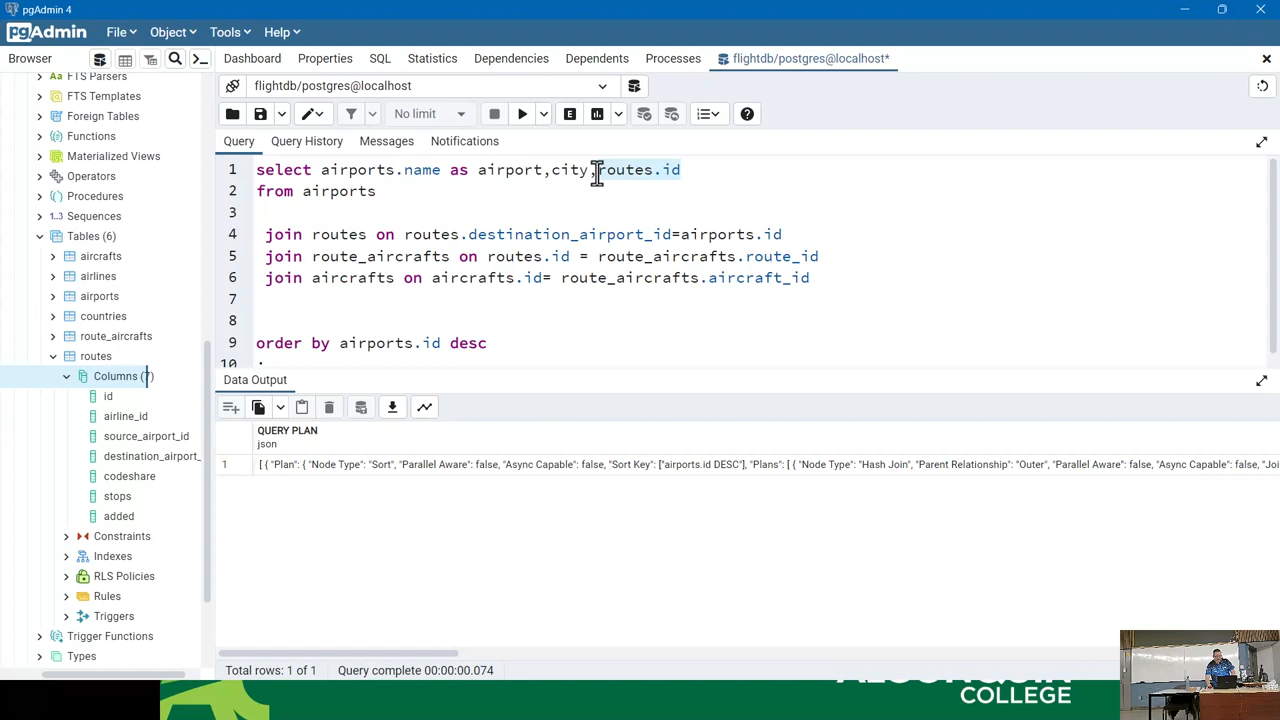 pgAdmin 4
pgAdmin File Object Tools Help
Browser Dashboard Properties SQL Statistics Dependencies Dependents Processes flightdb/postgres@localhost*
Aa FTS Parsers
FTS Templates
Foreign Tables
Functions
Materialized Views
Operators
Procedures
1..3 Sequences
Tables (6)
aircrafts
airlines
airports
countries
route_aircrafts
routes
Columns (7)
id
airline_id
source_airport_id
destination_airport_
codeshare
stops
added
Constraints
Indexes
RLS Policies
Rules
Triggers
Trigger Functions
Types
flightdb/postgres@localhost
No limit
E
Query Query History Messages Notifications
1 select airports.name as airport,city,routes.id
2 from airports
3
4 join routes on routes.destination_airport_id=airports.id
5 join route_aircrafts on routes.id = route_aircrafts.route_id
6 join aircrafts on aircrafts.id= route_aircrafts.aircraft_id
7
8
9 order by airports.id desc
10 ;
Data Output
QUERY PLAN
json
1 [ { "Plan": { "Node Type": "Sort", "Parallel Aware": false, "Async Capable": false, "Sort Key": ["airports.id DESC"], "Plans": [ { "Node Type": "Hash Join", "Parent Relationship": "Outer", "Parallel Aware": false, "Async Capable": false, "Joi
Total rows: 1 of 1 Query complete 00:00:00.074
ALGONQUIN
COLLEGE